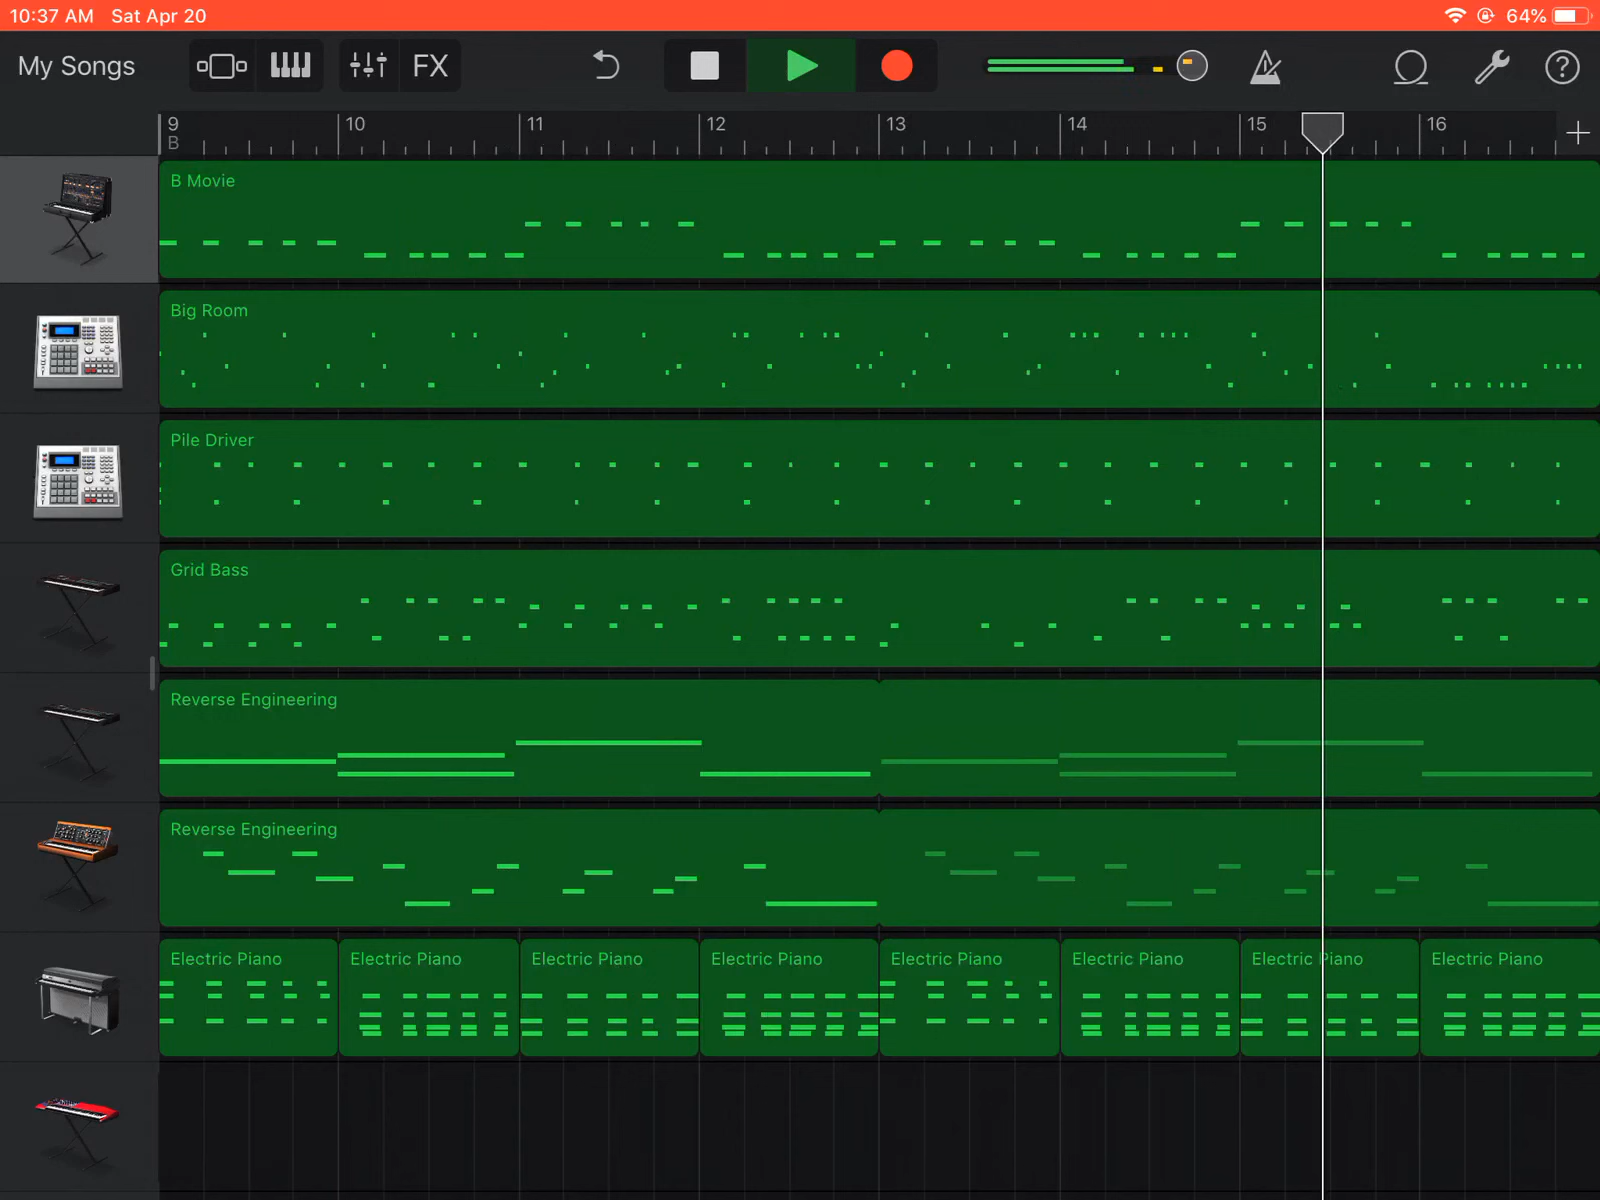 10:37 AM Sat Apr 20 64%
My Songs FX ?
9 10 11 12 13 14 15 16
B
B Movie
Big Room
Pile Driver
Grid Bass
Reverse Engineering
Reverse Engineering
Electric Piano Electric Piano Electric Piano Electric Piano Electric Piano Electric Piano Electric Piano Electric Piano